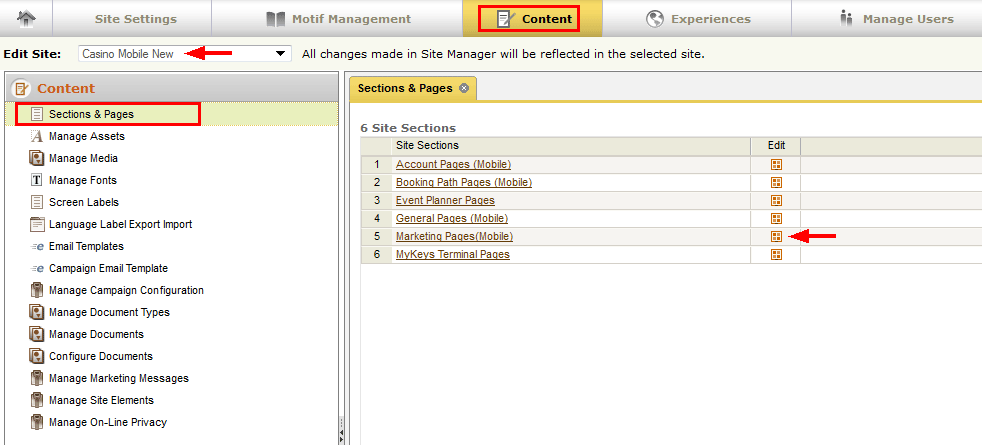 Site Settings Motif Management Content Experiences Manage Users
Edit Site: Casino Mobile New All changes made in Site Manager will be reflected in the selected site.
Content
Sections & Pages
Manage Assets
Manage Media
Manage Fonts
Screen Labels
Language Label Export Import
Email Templates
Campaign Email Template
Manage Campaign Configuration
Manage Document Types
Manage Documents
Configure Documents
Manage Marketing Messages
Manage Site Elements
Manage On-Line Privacy
Sections & Pages
6 Site Sections
Site Sections Edit
1 Account Pages (Mobile)
2 Booking Path Pages (Mobile)
3 Event Planner Pages
4 General Pages (Mobile)
5 Marketing Pages(Mobile)
6 MyKeys Terminal Pages